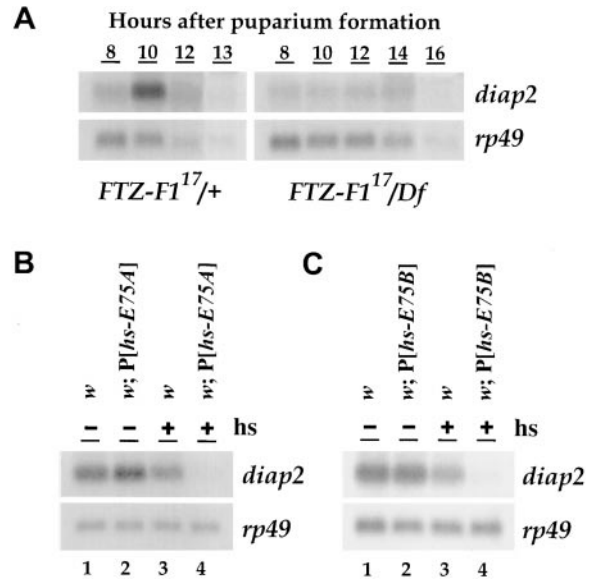 A
Hours after puparium formation
8 10 12 13 8 10 12 14 16
diap2
rp49
FTZ-F1¹⁷/+ FTZ-F1¹⁷/Df
B
w
w; P[hs-E75A]
w
w; P[hs-E75A]
− − + + hs
diap2
rp49
1 2 3 4
C
w
w; P[hs-E75B]
w
w; P[hs-E75B]
− − + + hs
diap2
rp49
1 2 3 4